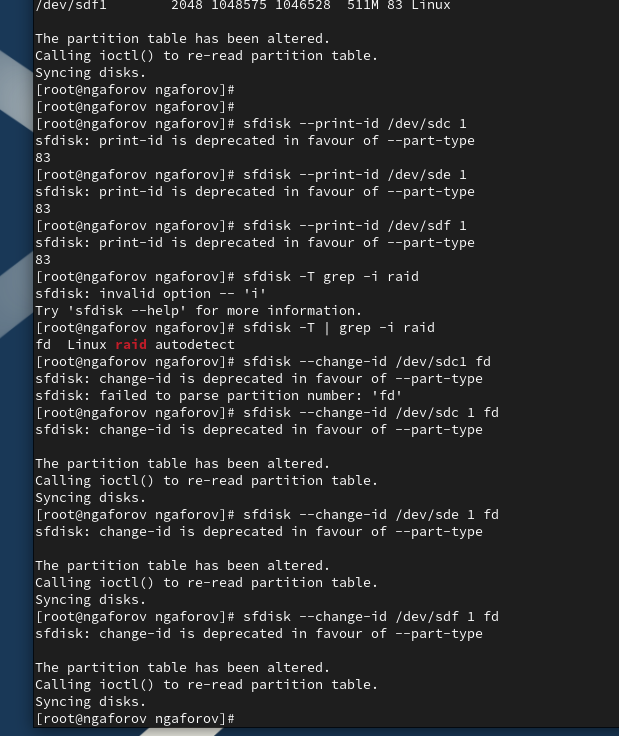 /dev/sdf1        2048 1048575 1046528  511M 83 Linux
The partition table has been altered.
Calling ioctl() to re-read partition table.
Syncing disks.
[root@ngaforov ngaforov]#
[root@ngaforov ngaforov]#
[root@ngaforov ngaforov]# sfdisk --print-id /dev/sdc 1
sfdisk: print-id is deprecated in favour of --part-type
83
[root@ngaforov ngaforov]# sfdisk --print-id /dev/sde 1
sfdisk: print-id is deprecated in favour of --part-type
83
[root@ngaforov ngaforov]# sfdisk --print-id /dev/sdf 1
sfdisk: print-id is deprecated in favour of --part-type
83
[root@ngaforov ngaforov]# sfdisk -T grep -i raid
sfdisk: invalid option -- 'i'
Try 'sfdisk --help' for more information.
[root@ngaforov ngaforov]# sfdisk -T | grep -i raid
fd  Linux raid autodetect
[root@ngaforov ngaforov]# sfdisk --change-id /dev/sdc1 fd
sfdisk: change-id is deprecated in favour of --part-type
sfdisk: failed to parse partition number: 'fd'
[root@ngaforov ngaforov]# sfdisk --change-id /dev/sdc 1 fd
sfdisk: change-id is deprecated in favour of --part-type
The partition table has been altered.
Calling ioctl() to re-read partition table.
Syncing disks.
[root@ngaforov ngaforov]# sfdisk --change-id /dev/sde 1 fd
sfdisk: change-id is deprecated in favour of --part-type
The partition table has been altered.
Calling ioctl() to re-read partition table.
Syncing disks.
[root@ngaforov ngaforov]# sfdisk --change-id /dev/sdf 1 fd
sfdisk: change-id is deprecated in favour of --part-type
The partition table has been altered.
Calling ioctl() to re-read partition table.
Syncing disks.
[root@ngaforov ngaforov]#